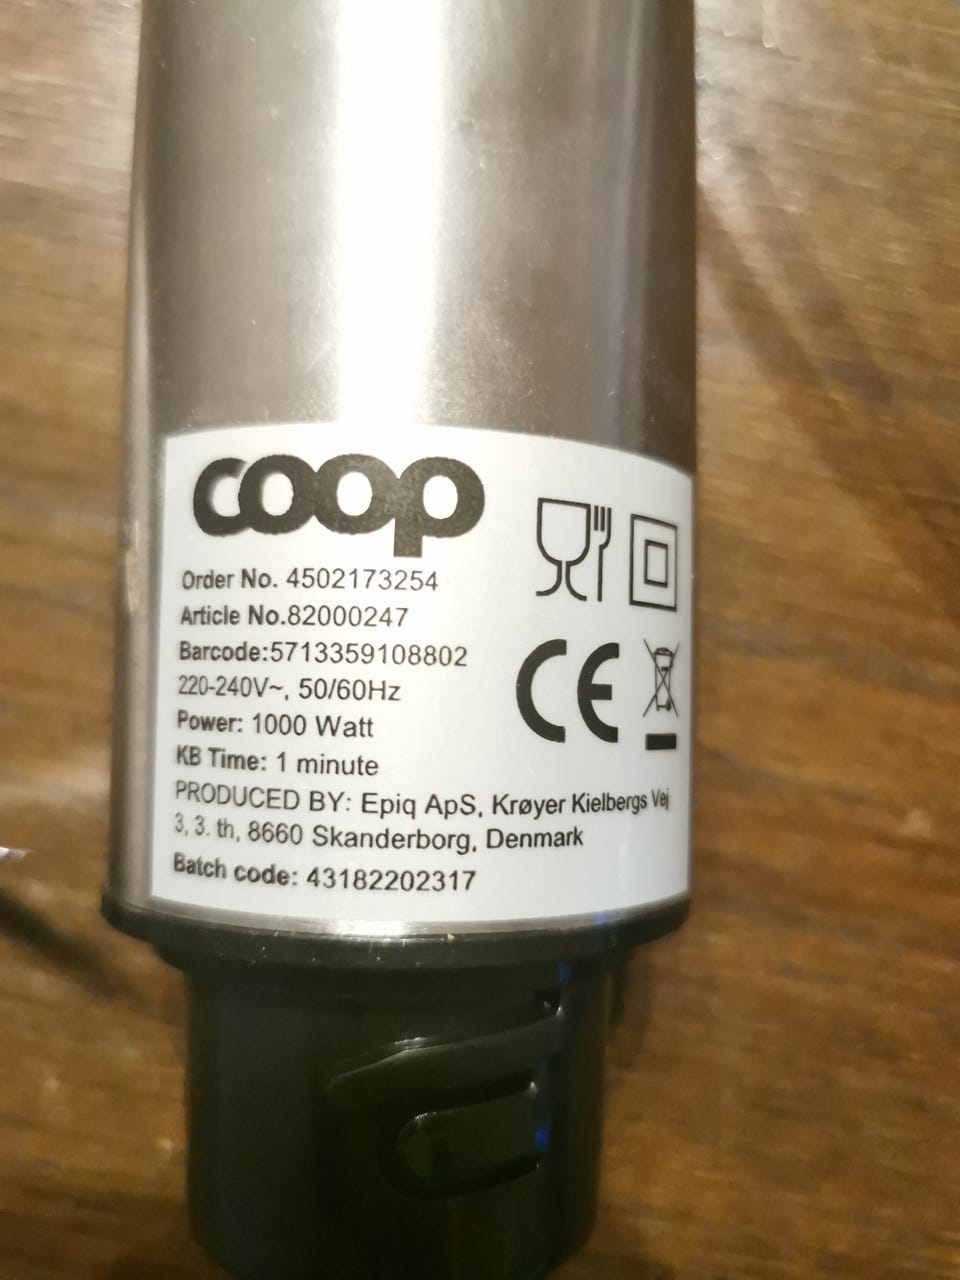 coop
Order No. 4502173254
Article No.82000247
Barcode:5713359108802
220-240V~, 50/60Hz
Power: 1000 Watt
KB Time: 1 minute
PRODUCED BY: Epiq ApS, Krøyer Kielbergs Vej
3, 3. th, 8660 Skanderborg, Denmark
Batch code: 43182202317
CE